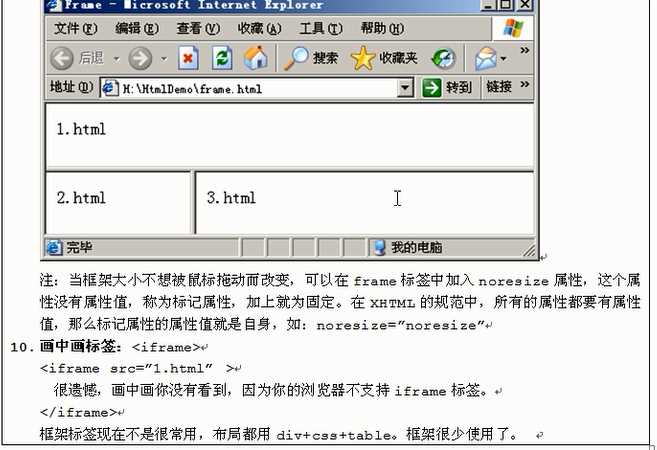 Frame - Microsoft Internet Explorer
文件(F) 编辑(E) 查看(V) 收藏(A) 工具(T) 帮助(H)
后退 搜索 收藏夹 »
地址(D) H:\HtmlDemo\frame.html 转到 链接 »
1.html
2.html 3.html
完毕 我的电脑
注：当框架大小不想被鼠标拖动而改变，可以在 frame 标签中加入 noresize 属性，这个属
性没有属性值，称为标记属性，加上就为固定。在 XHTML 的规范中，所有的属性都要有属性
值，那么标记属性的属性值就是自身，如：noresize=”noresize”
10. 画中画标签：<iframe>
<iframe src=”1.html” >
很遗憾，画中画你没有看到，因为你的浏览器不支持 iframe 标签。
</iframe>
框架标签现在不是很常用，布局都用 div+css+table。框架很少使用了。